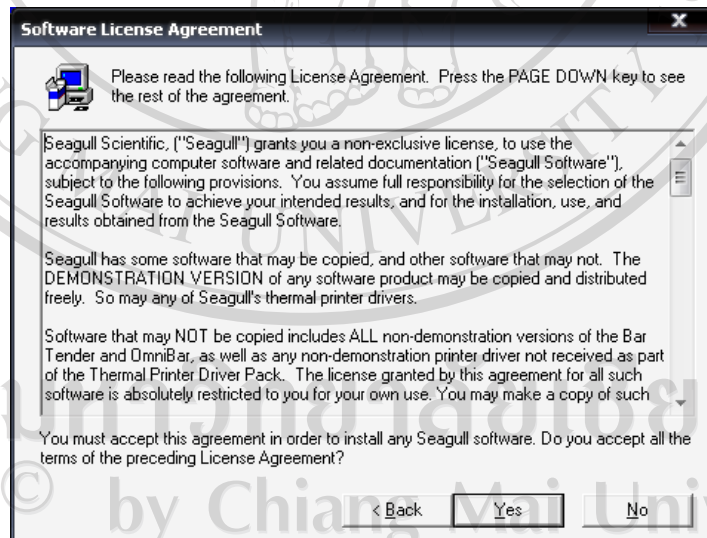 Software License Agreement
Please read the following License Agreement. Press the PAGE DOWN key to see
the rest of the agreement.
Seagull Scientific, ("Seagull") grants you a non-exclusive license, to use the
accompanying computer software and related documentation ("Seagull Software"),
subject to the following provisions. You assume full responsibility for the selection of the
Seagull Software to achieve your intended results, and for the installation, use, and
results obtained from the Seagull Software.
Seagull has some software that may be copied, and other software that may not. The
DEMONSTRATION VERSION of any software product may be copied and distributed
freely. So may any of Seagull's thermal printer drivers.
Software that may NOT be copied includes ALL non-demonstration versions of the Bar
Tender and OmniBar, as well as any non-demonstration printer driver not received as part
of the Thermal Printer Driver Pack. The license granted by this agreement for all such
software is absolutely restricted to you for your own use. You may make a copy of such
You must accept this agreement in order to install any Seagull software. Do you accept all the
terms of the preceding License Agreement?
< Back
Yes
No
MAI UNIVERSITY
© by Chiang Mai Uni